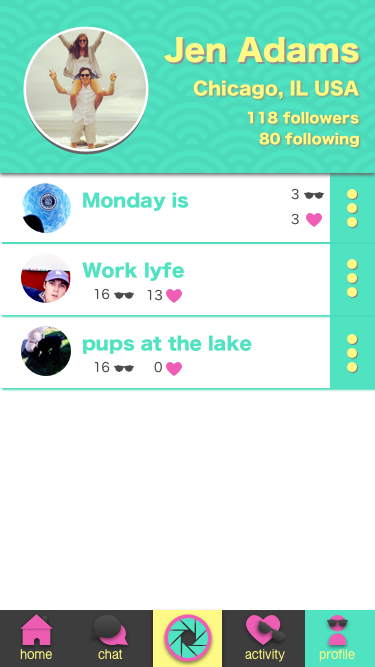 Jen Adams
Chicago, IL USA
118 followers
80 following
Monday is
3
3
Work lyfe
16 13
pups at the lake
16 0
home chat activity profile